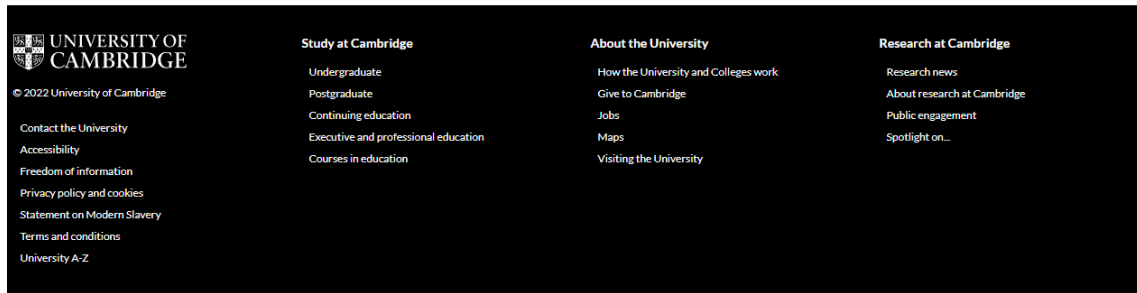 UNIVERSITY OF
CAMBRIDGE
© 2022 University of Cambridge
Contact the University
Accessibility
Freedom of information
Privacy policy and cookies
Statement on Modern Slavery
Terms and conditions
University A-Z
Study at Cambridge
Undergraduate
Postgraduate
Continuing education
Executive and professional education
Courses in education
About the University
How the University and Colleges work
Give to Cambridge
Jobs
Maps
Visiting the University
Research at Cambridge
Research news
About research at Cambridge
Public engagement
Spotlight on...